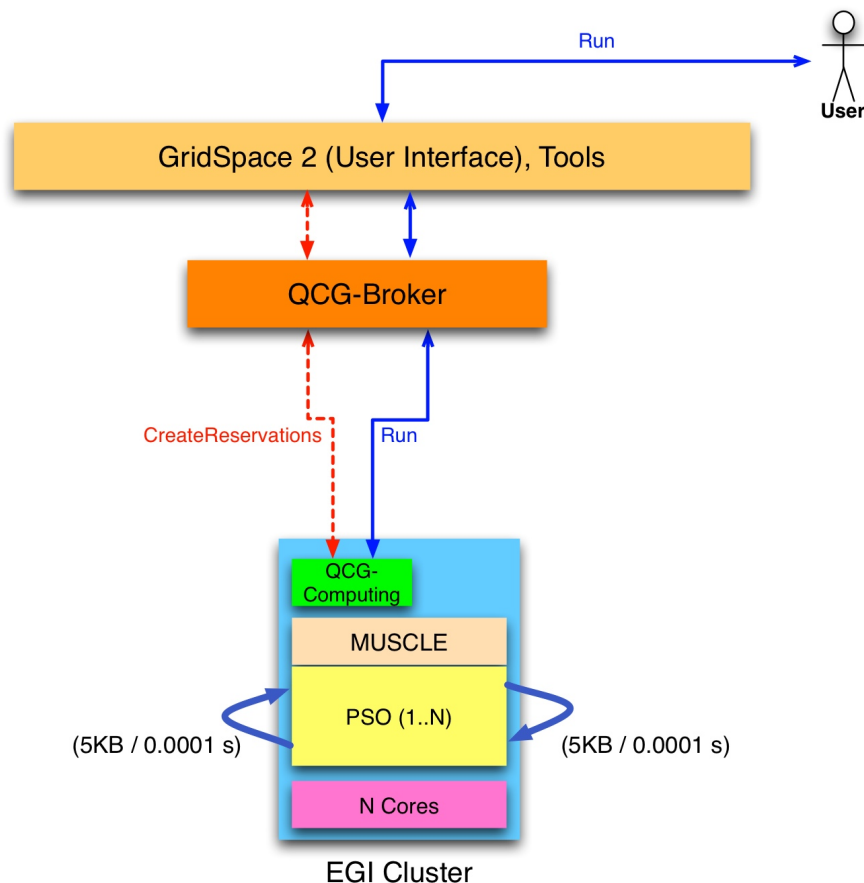 Run
User
GridSpace 2 (User Interface), Tools
QCG-Broker
CreateReservations
Run
QCG-
Computing
MUSCLE
PSO (1..N)
(5KB / 0.0001 s)
(5KB / 0.0001 s)
N Cores
EGI Cluster